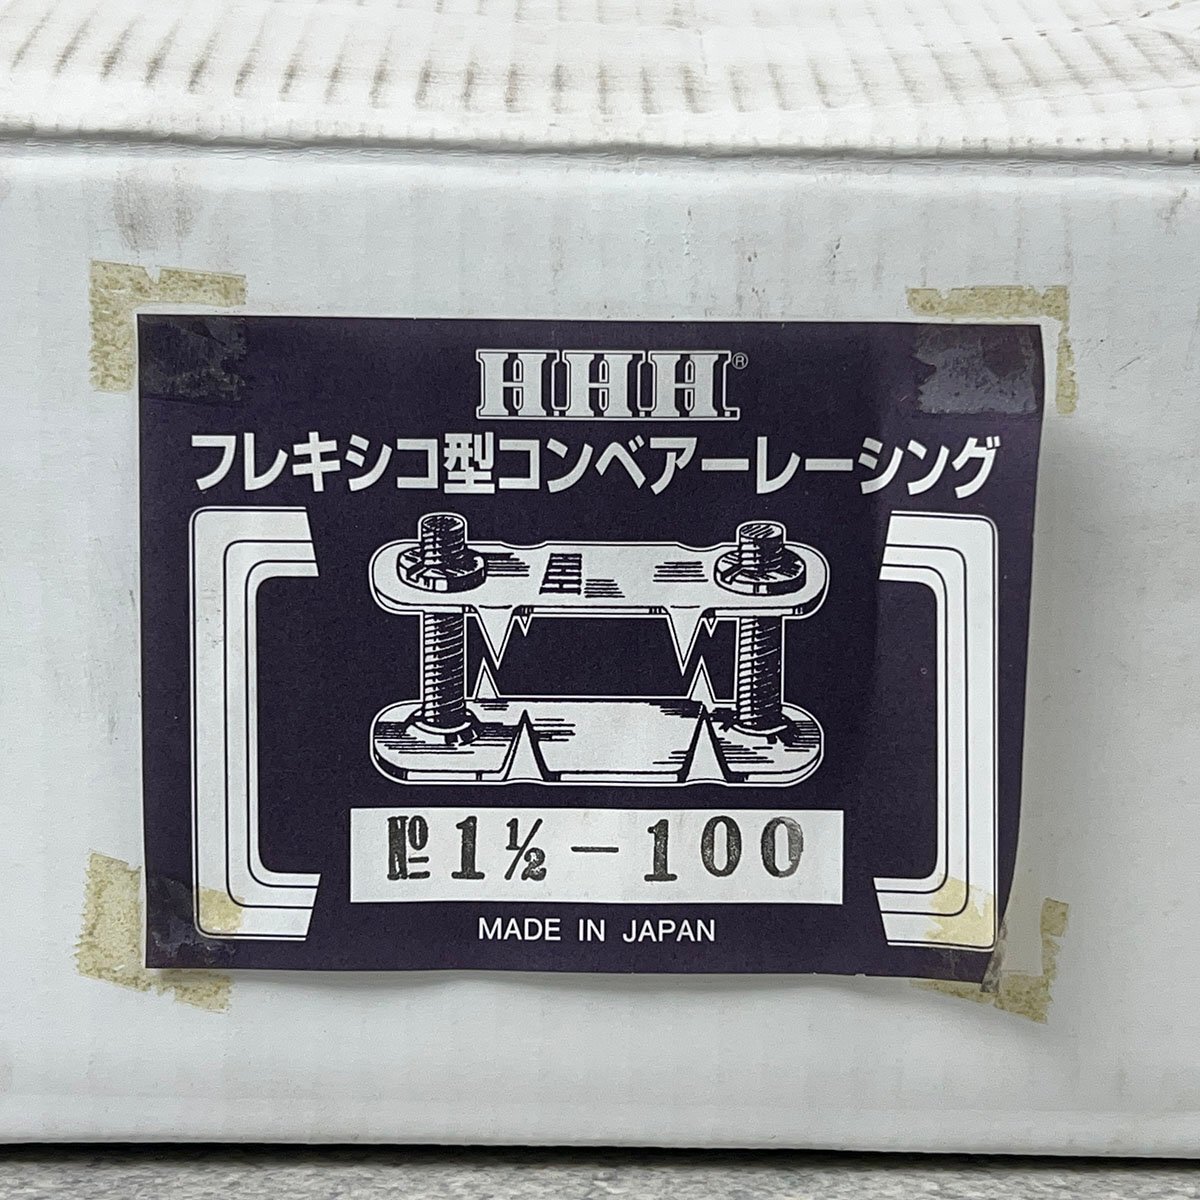 H.H.H.®
フレキシコ型コンベアーレーシング
№ 1½-100
MADE IN JAPAN